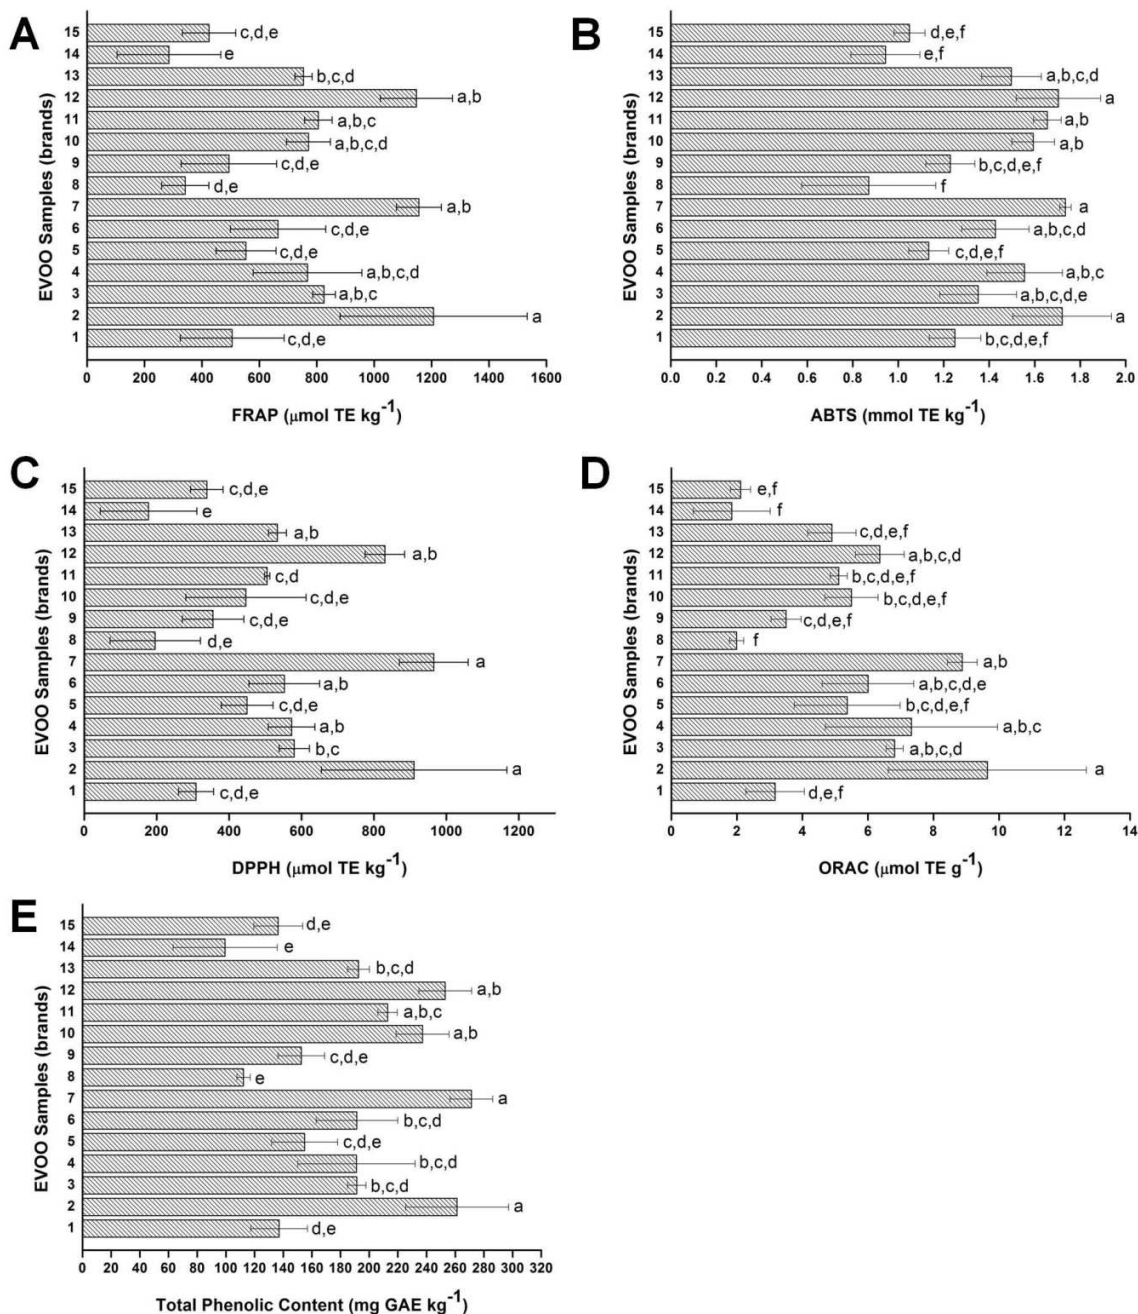 A
EVOO Samples (brands)
15 c,d,e
14 e
13 b,c,d
12 a,b
11 a,b,c
10 a,b,c,d
9 c,d,e
8 d,e
7 a,b
6 c,d,e
5 c,d,e
4 a,b,c,d
3 a,b,c
2 a
1 c,d,e
0 200 400 600 800 1000 1200 1400 1600
FRAP (μmol TE kg⁻¹)
B
EVOO Samples (brands)
15 d,e,f
14 e,f
13 a,b,c,d
12 a
11 a,b
10 a,b
9 b,c,d,e,f
8 f
7 a
6 a,b,c,d
5 c,d,e,f
4 a,b,c
3 a,b,c,d,e
2 a
1 b,c,d,e,f
0.0 0.2 0.4 0.6 0.8 1.0 1.2 1.4 1.6 1.8 2.0
ABTS (mmol TE kg⁻¹)
C
EVOO Samples (brands)
15 c,d,e
14 e
13 a,b
12 a,b
11 c,d
10 c,d,e
9 c,d,e
8 d,e
7 a
6 a,b
5 c,d,e
4 a,b
3 b,c
2 a
1 c,d,e
0 200 400 600 800 1000 1200
DPPH (μmol TE kg⁻¹)
D
EVOO Samples (brands)
15 e,f
14 f
13 c,d,e,f
12 a,b,c,d
11 b,c,d,e,f
10 b,c,d,e,f
9 c,d,e,f
8 f
7 a,b
6 a,b,c,d,e
5 b,c,d,e,f
4 a,b,c
3 a,b,c,d
2 a
1 d,e,f
0 2 4 6 8 10 12 14
ORAC (μmol TE g⁻¹)
E
EVOO Samples (brands)
15 d,e
14 e
13 b,c,d
12 a,b
11 a,b,c
10 a,b
9 c,d,e
8 e
7 a
6 b,c,d
5 c,d,e
4 b,c,d
3 b,c,d
2 a
1 d,e
0 20 40 60 80 100 120 140 160 180 200 220 240 260 280 300 320
Total Phenolic Content (mg GAE kg⁻¹)